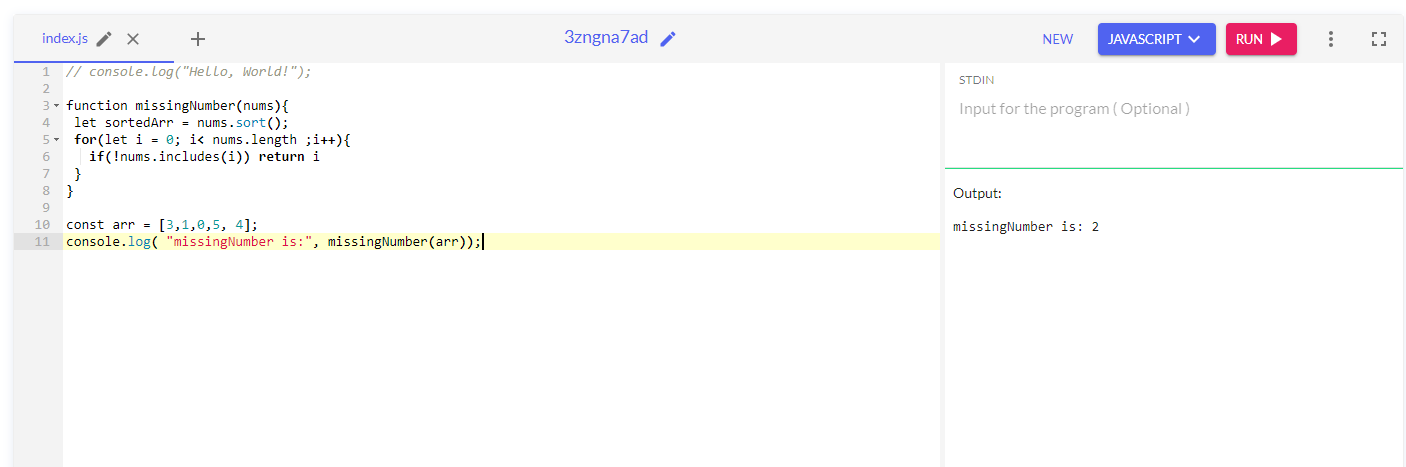 index.js 3zngna7ad NEW JAVASCRIPT RUN
1 // console.log("Hello, World!");
2
3 function missingNumber(nums){
4 let sortedArr = nums.sort();
5 for(let i = 0; i< nums.length ;i++){
6 if(!nums.includes(i)) return i
7 }
8 }
9
10 const arr = [3,1,0,5, 4];
11 console.log( "missingNumber is:", missingNumber(arr));
STDIN
Input for the program ( Optional )
Output:
missingNumber is: 2